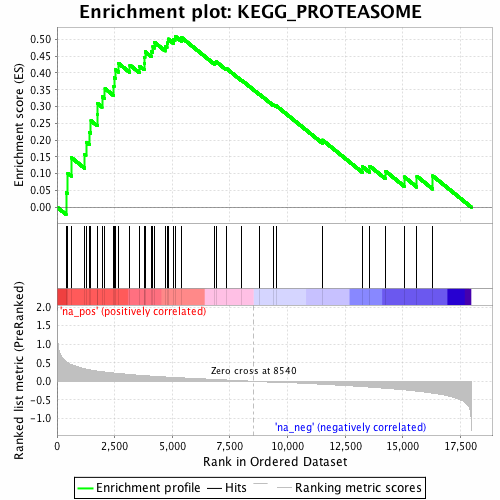 Enrichment plot: KEGG_PROTEASOME
Enrichment score (ES)
0.50
0.45
0.40
0.35
0.30
0.25
0.20
0.15
0.10
0.05
0.00
'na_pos' (positively correlated)
Ranked list metric (PreRanked)
2.0
1.5
1.0
0.5
0.0
-0.5
-1.0
Zero cross at 8540
'na_neg' (negatively correlated)
0 2,500 5,000 7,500 10,000 12,500 15,000 17,500
Rank in Ordered Dataset
Enrichment profile Hits Ranking metric scores